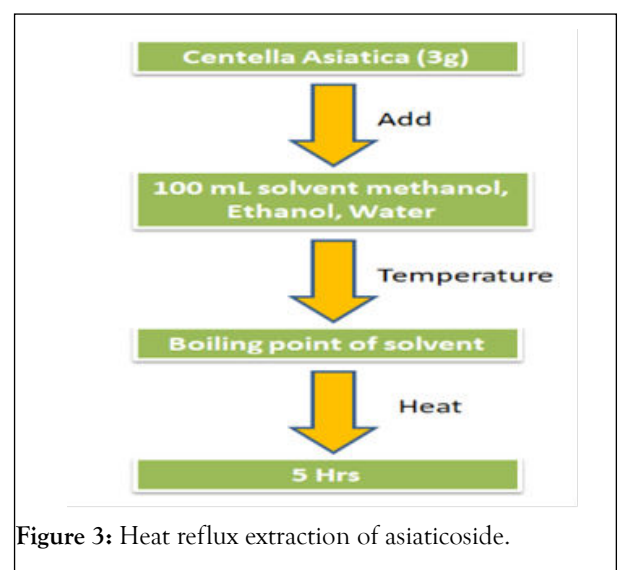 Centella Asiatica (3g)
Add
100 mL solvent methanol,
Ethanol, Water
Temperature
Boiling point of solvent
Heat
5 Hrs
Figure 3: Heat reflux extraction of asiaticoside.